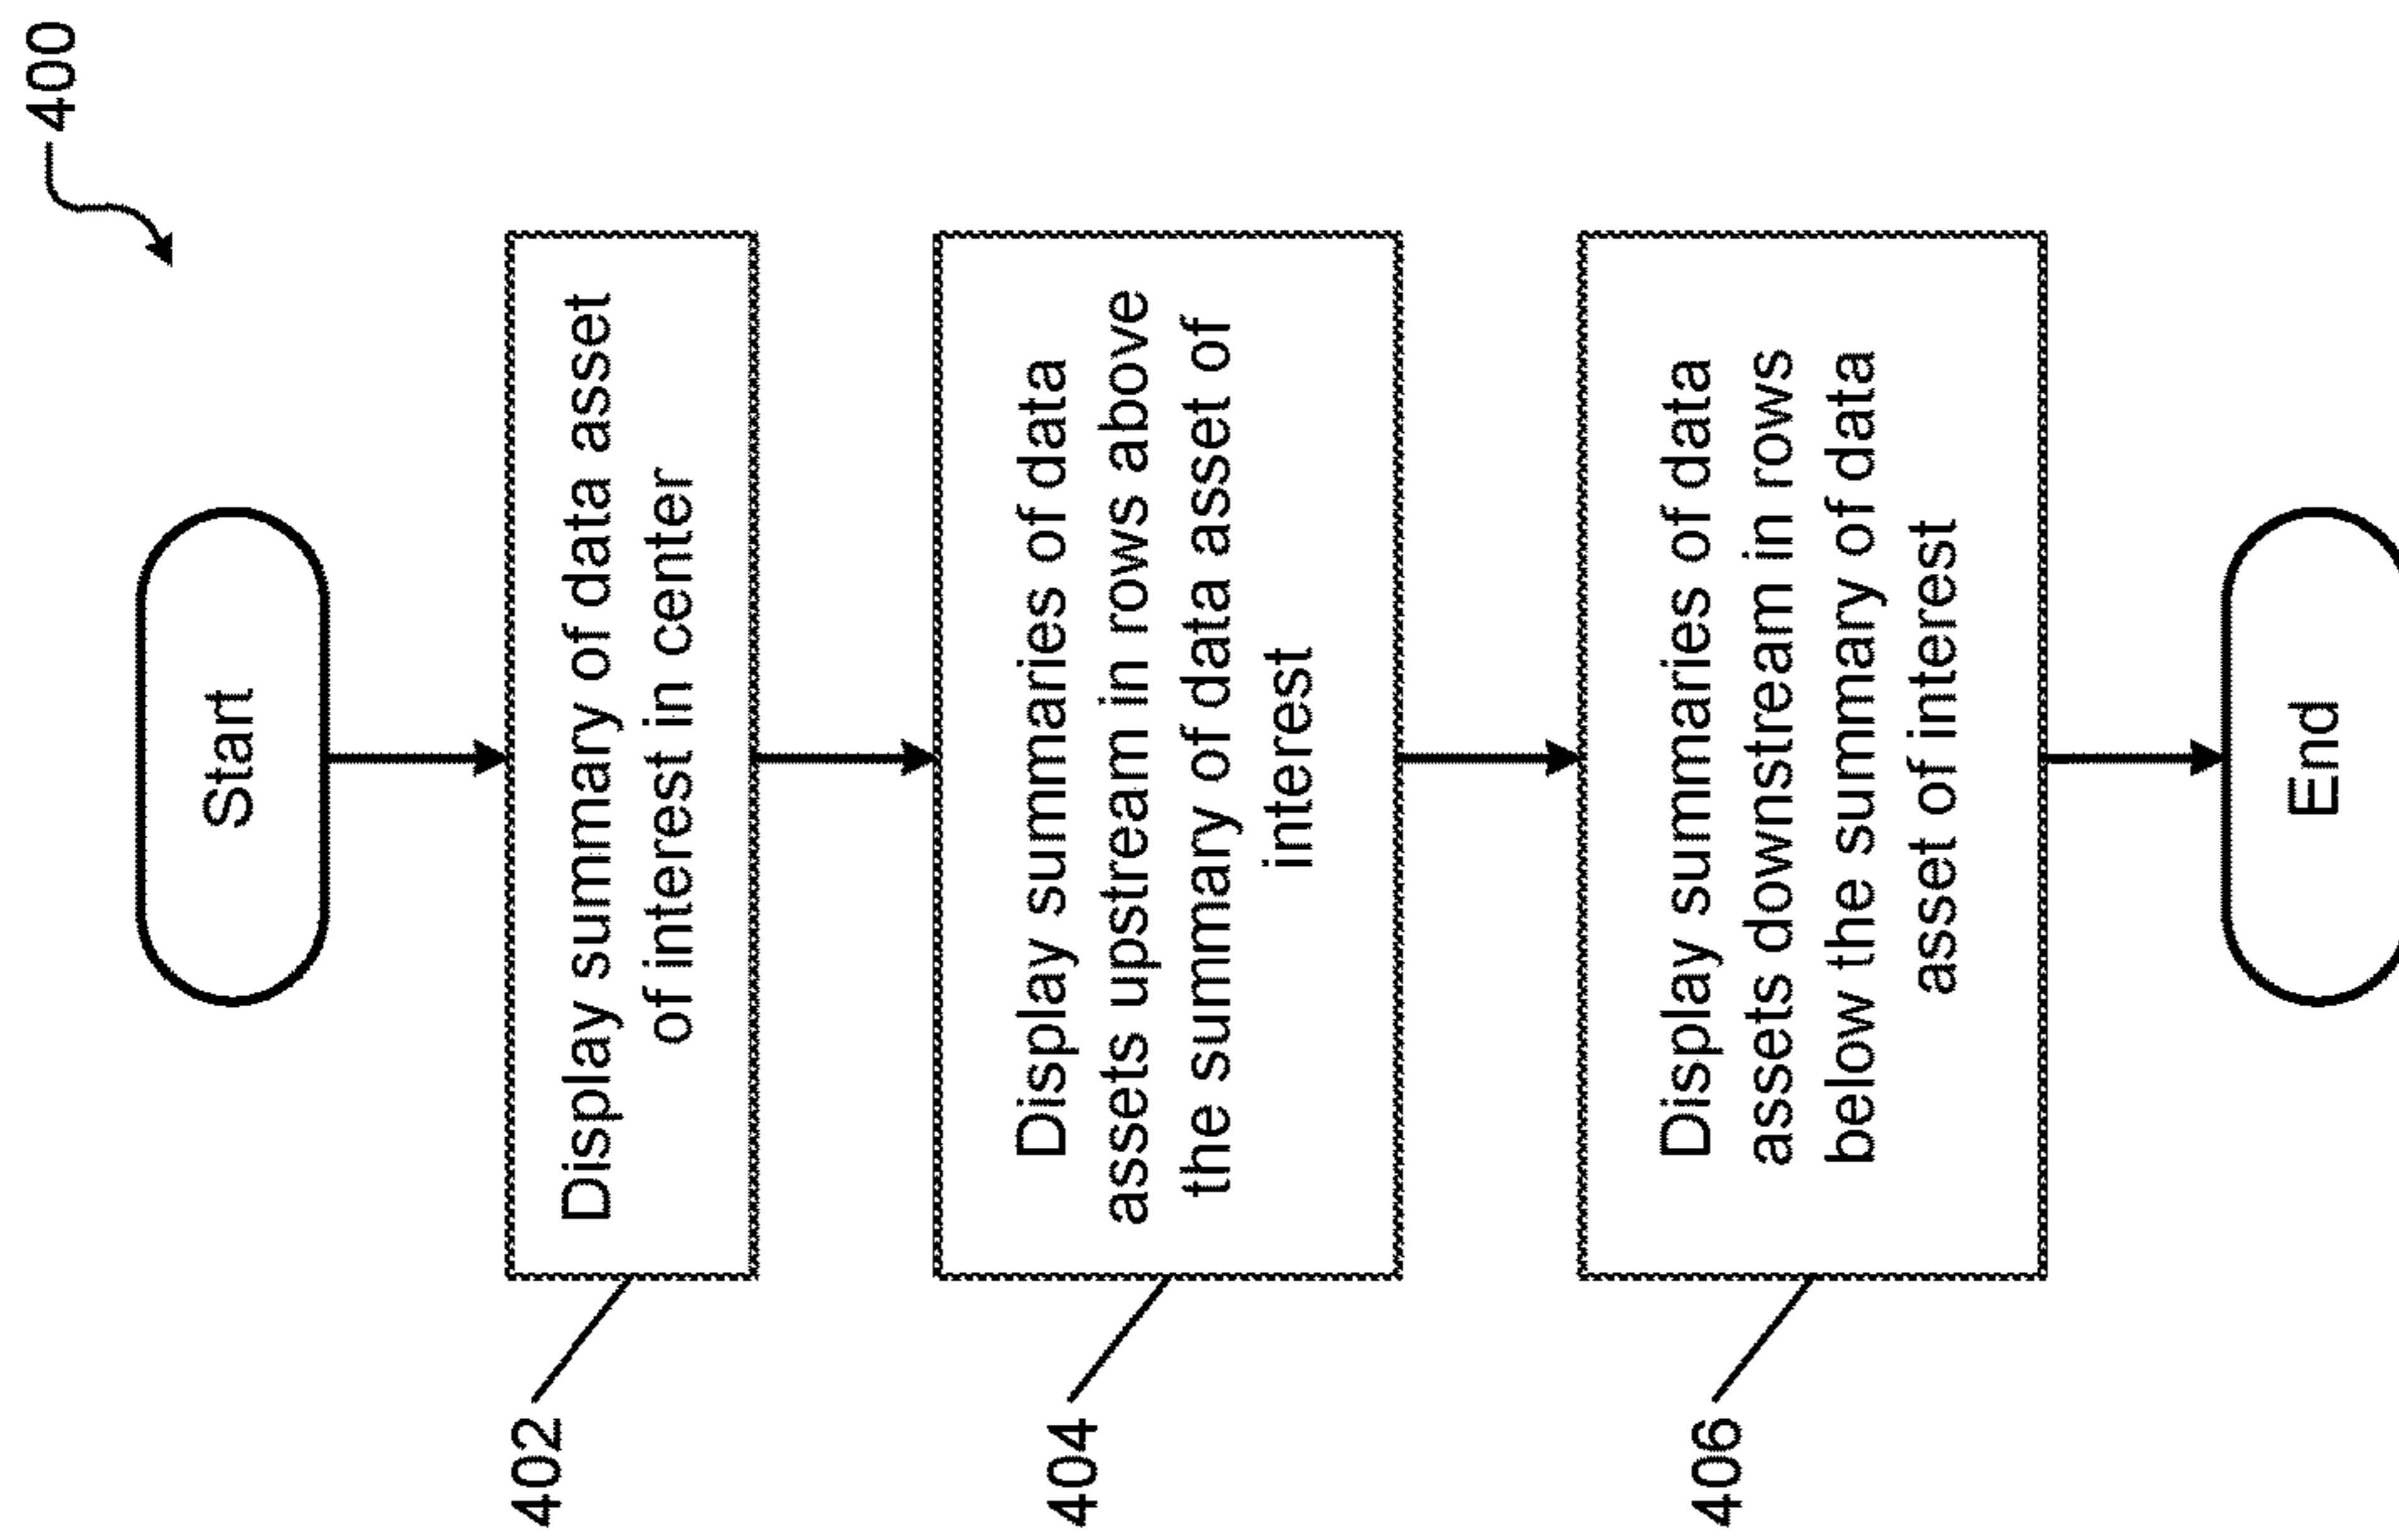 400
Start
402
Display summary of data asset
of interest in center
404
Display summaries of data
assets upstream in rows above
the summary of data asset of
interest
406
Display summaries of data
assets downstream in rows
below the summary of data
asset of interest
End